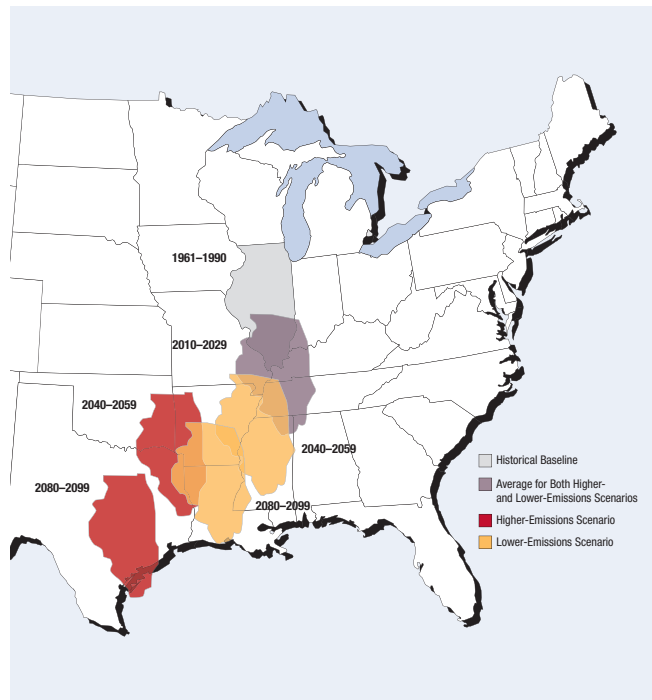 1961–1990
2010–2029
2040–2059
2040–2059
2080–2099
2080–2099
Historical Baseline
Average for Both Higher-
and Lower-Emissions Scenarios
Higher-Emissions Scenario
Lower-Emissions Scenario